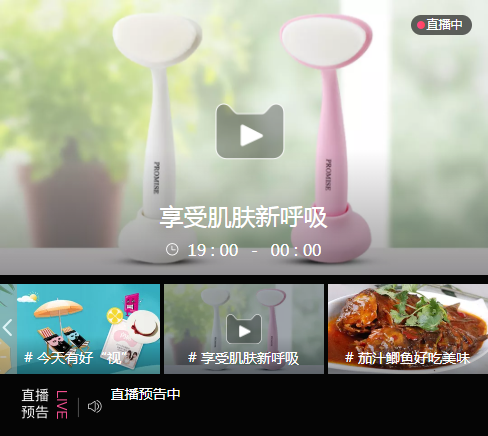 直播中
PROMISE
PROMISE
享受肌肤新呼吸
19 : 00 - 00 : 00
# 今天有好“视”
# 享受肌肤新呼吸
# 茄汁鲫鱼好吃美味
直播
预告
LIVE
直播预告中